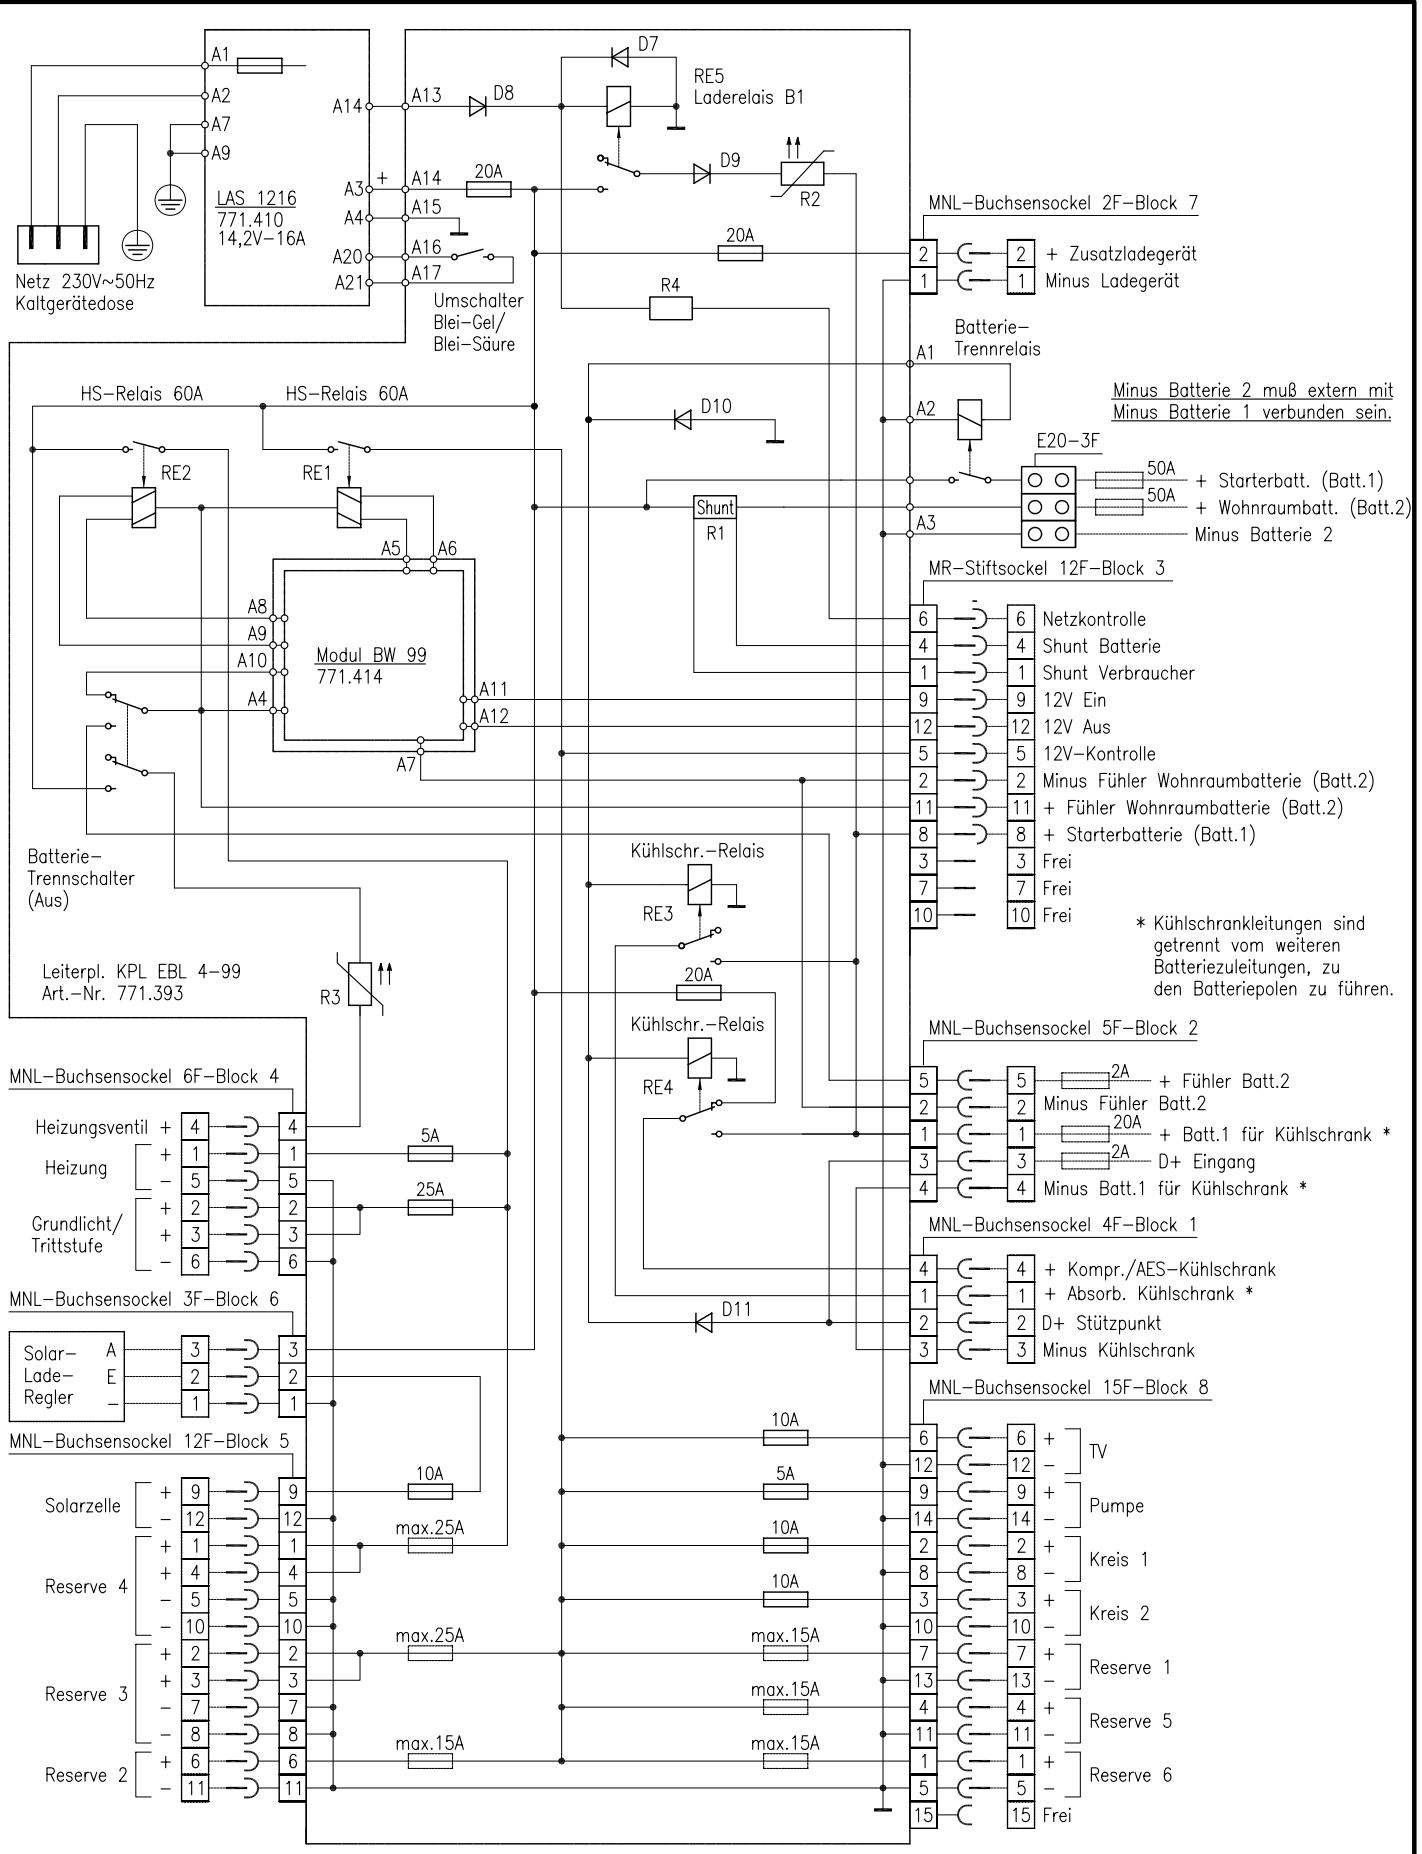 A1
A2
A7
A9
A14
A3
A4
A20
A21
LAS 1216
771.410
14,2V–16A
Netz 230V~50Hz
Kaltgerätedose
A13
D8
+
A14
20A
A15
A16
A17
Umschalter
Blei–Gel/
Blei–Säure
D7
RE5
Laderelais B1
D9
R2
20A
R4
MNL–Buchsensockel 2F–Block 7
2 2 + Zusatzladegerät
1 1 Minus Ladegerät
Batterie–
Trennrelais
A1
A2
A3
D10
Minus Batterie 2 muß extern mit
Minus Batterie 1 verbunden sein.
E20–3F
50A + Starterbatt. (Batt.1)
50A + Wohnraumbatt. (Batt.2)
Minus Batterie 2
Shunt
R1
HS–Relais 60A
HS–Relais 60A
RE2
RE1
A5
A6
A8
A9
A10
A4
A11
A12
A7
Modul BW 99
771.414
Batterie–
Trennschalter
(Aus)
Leiterpl. KPL EBL 4–99
Art.–Nr. 771.393
R3
MR–Stiftsockel 12F–Block 3
6 6 Netzkontrolle
4 4 Shunt Batterie
1 1 Shunt Verbraucher
9 9 12V Ein
12 12 12V Aus
5 5 12V–Kontrolle
2 2 Minus Fühler Wohnraumbatterie (Batt.2)
11 11 + Fühler Wohnraumbatterie (Batt.2)
8 8 + Starterbatterie (Batt.1)
3 3 Frei
7 7 Frei
10 10 Frei
* Kühlschrankleitungen sind
getrennt vom weiteren
Batteriezuleitungen, zu
den Batteriepolen zu führen.
Kühlschr.–Relais
RE3
20A
Kühlschr.–Relais
RE4
MNL–Buchsensockel 5F–Block 2
5 5 2A + Fühler Batt.2
2 2 Minus Fühler Batt.2
1 1 20A + Batt.1 für Kühlschrank *
3 3 2A D+ Eingang
4 4 Minus Batt.1 für Kühlschrank *
MNL–Buchsensockel 4F–Block 1
4 4 + Kompr./AES–Kühlschrank
1 1 + Absorb. Kühlschrank *
2 2 D+ Stützpunkt
3 3 Minus Kühlschrank
D11
MNL–Buchsensockel 6F–Block 4
Heizungsventil + 4 4
Heizung
+ 1 1 5A
– 5 5
Grundlicht/
Trittstufe
+ 2 2 25A
+ 3 3
– 6 6
MNL–Buchsensockel 3F–Block 6
Solar–
Lade–
Regler
A 3 3
E 2 2
– 1 1
MNL–Buchsensockel 12F–Block 5
Solarzelle
+ 9 9 10A
– 12 12
Reserve 4
+ 1 1 max.25A
+ 4 4
– 5 5
– 10 10
Reserve 3
+ 2 2 max.25A
+ 3 3
– 7 7
– 8 8
Reserve 2
+ 6 6 max.15A
– 11 11
MNL–Buchsensockel 15F–Block 8
10A 6 6 +
12 12 –
TV
5A 9 9 +
14 14 –
Pumpe
10A 2 2 +
8 8 –
Kreis 1
10A 3 3 +
10 10 –
Kreis 2
max.15A 7 7 +
13 13 –
Reserve 1
max.15A 4 4 +
11 11 –
Reserve 5
max.15A 1 1 +
5 5 –
Reserve 6
15 15 Frei